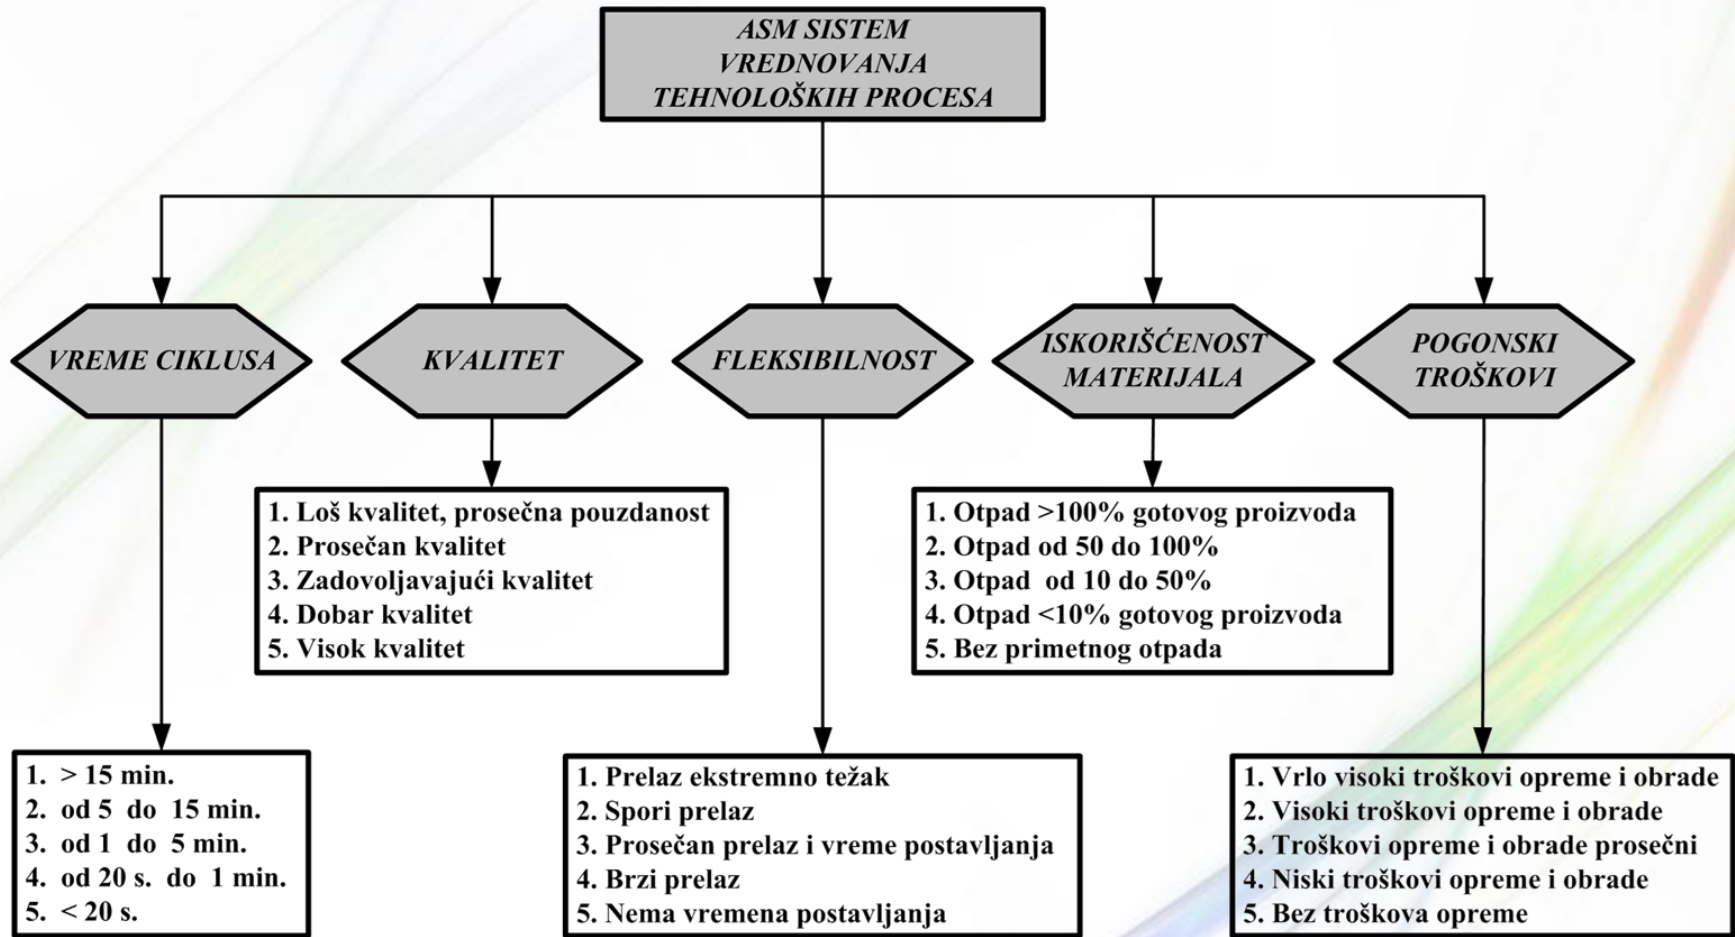 ASM SISTEM
VREDNOVANJA
TEHNOLOŠKIH PROCESA
VREME CIKLUSA
KVALITET
FLEKSIBILNOST
ISKORIŠĆENOST
MATERIJALA
POGONSKI
TROŠKOVI
1. Loš kvalitet, prosečna pouzdanost
2. Prosečan kvalitet
3. Zadovoljavajući kvalitet
4. Dobar kvalitet
5. Visok kvalitet
1. Otpad >100% gotovog proizvoda
2. Otpad od 50 do 100%
3. Otpad od 10 do 50%
4. Otpad <10% gotovog proizvoda
5. Bez primetnog otpada
1. > 15 min.
2. od 5 do 15 min.
3. od 1 do 5 min.
4. od 20 s. do 1 min.
5. < 20 s.
1. Prelaz ekstremno težak
2. Spori prelaz
3. Prosečan prelaz i vreme postavljanja
4. Brzi prelaz
5. Nema vremena postavljanja
1. Vrlo visoki troškovi opreme i obrade
2. Visoki troškovi opreme i obrade
3. Troškovi opreme i obrade prosečni
4. Niski troškovi opreme i obrade
5. Bez troškova opreme